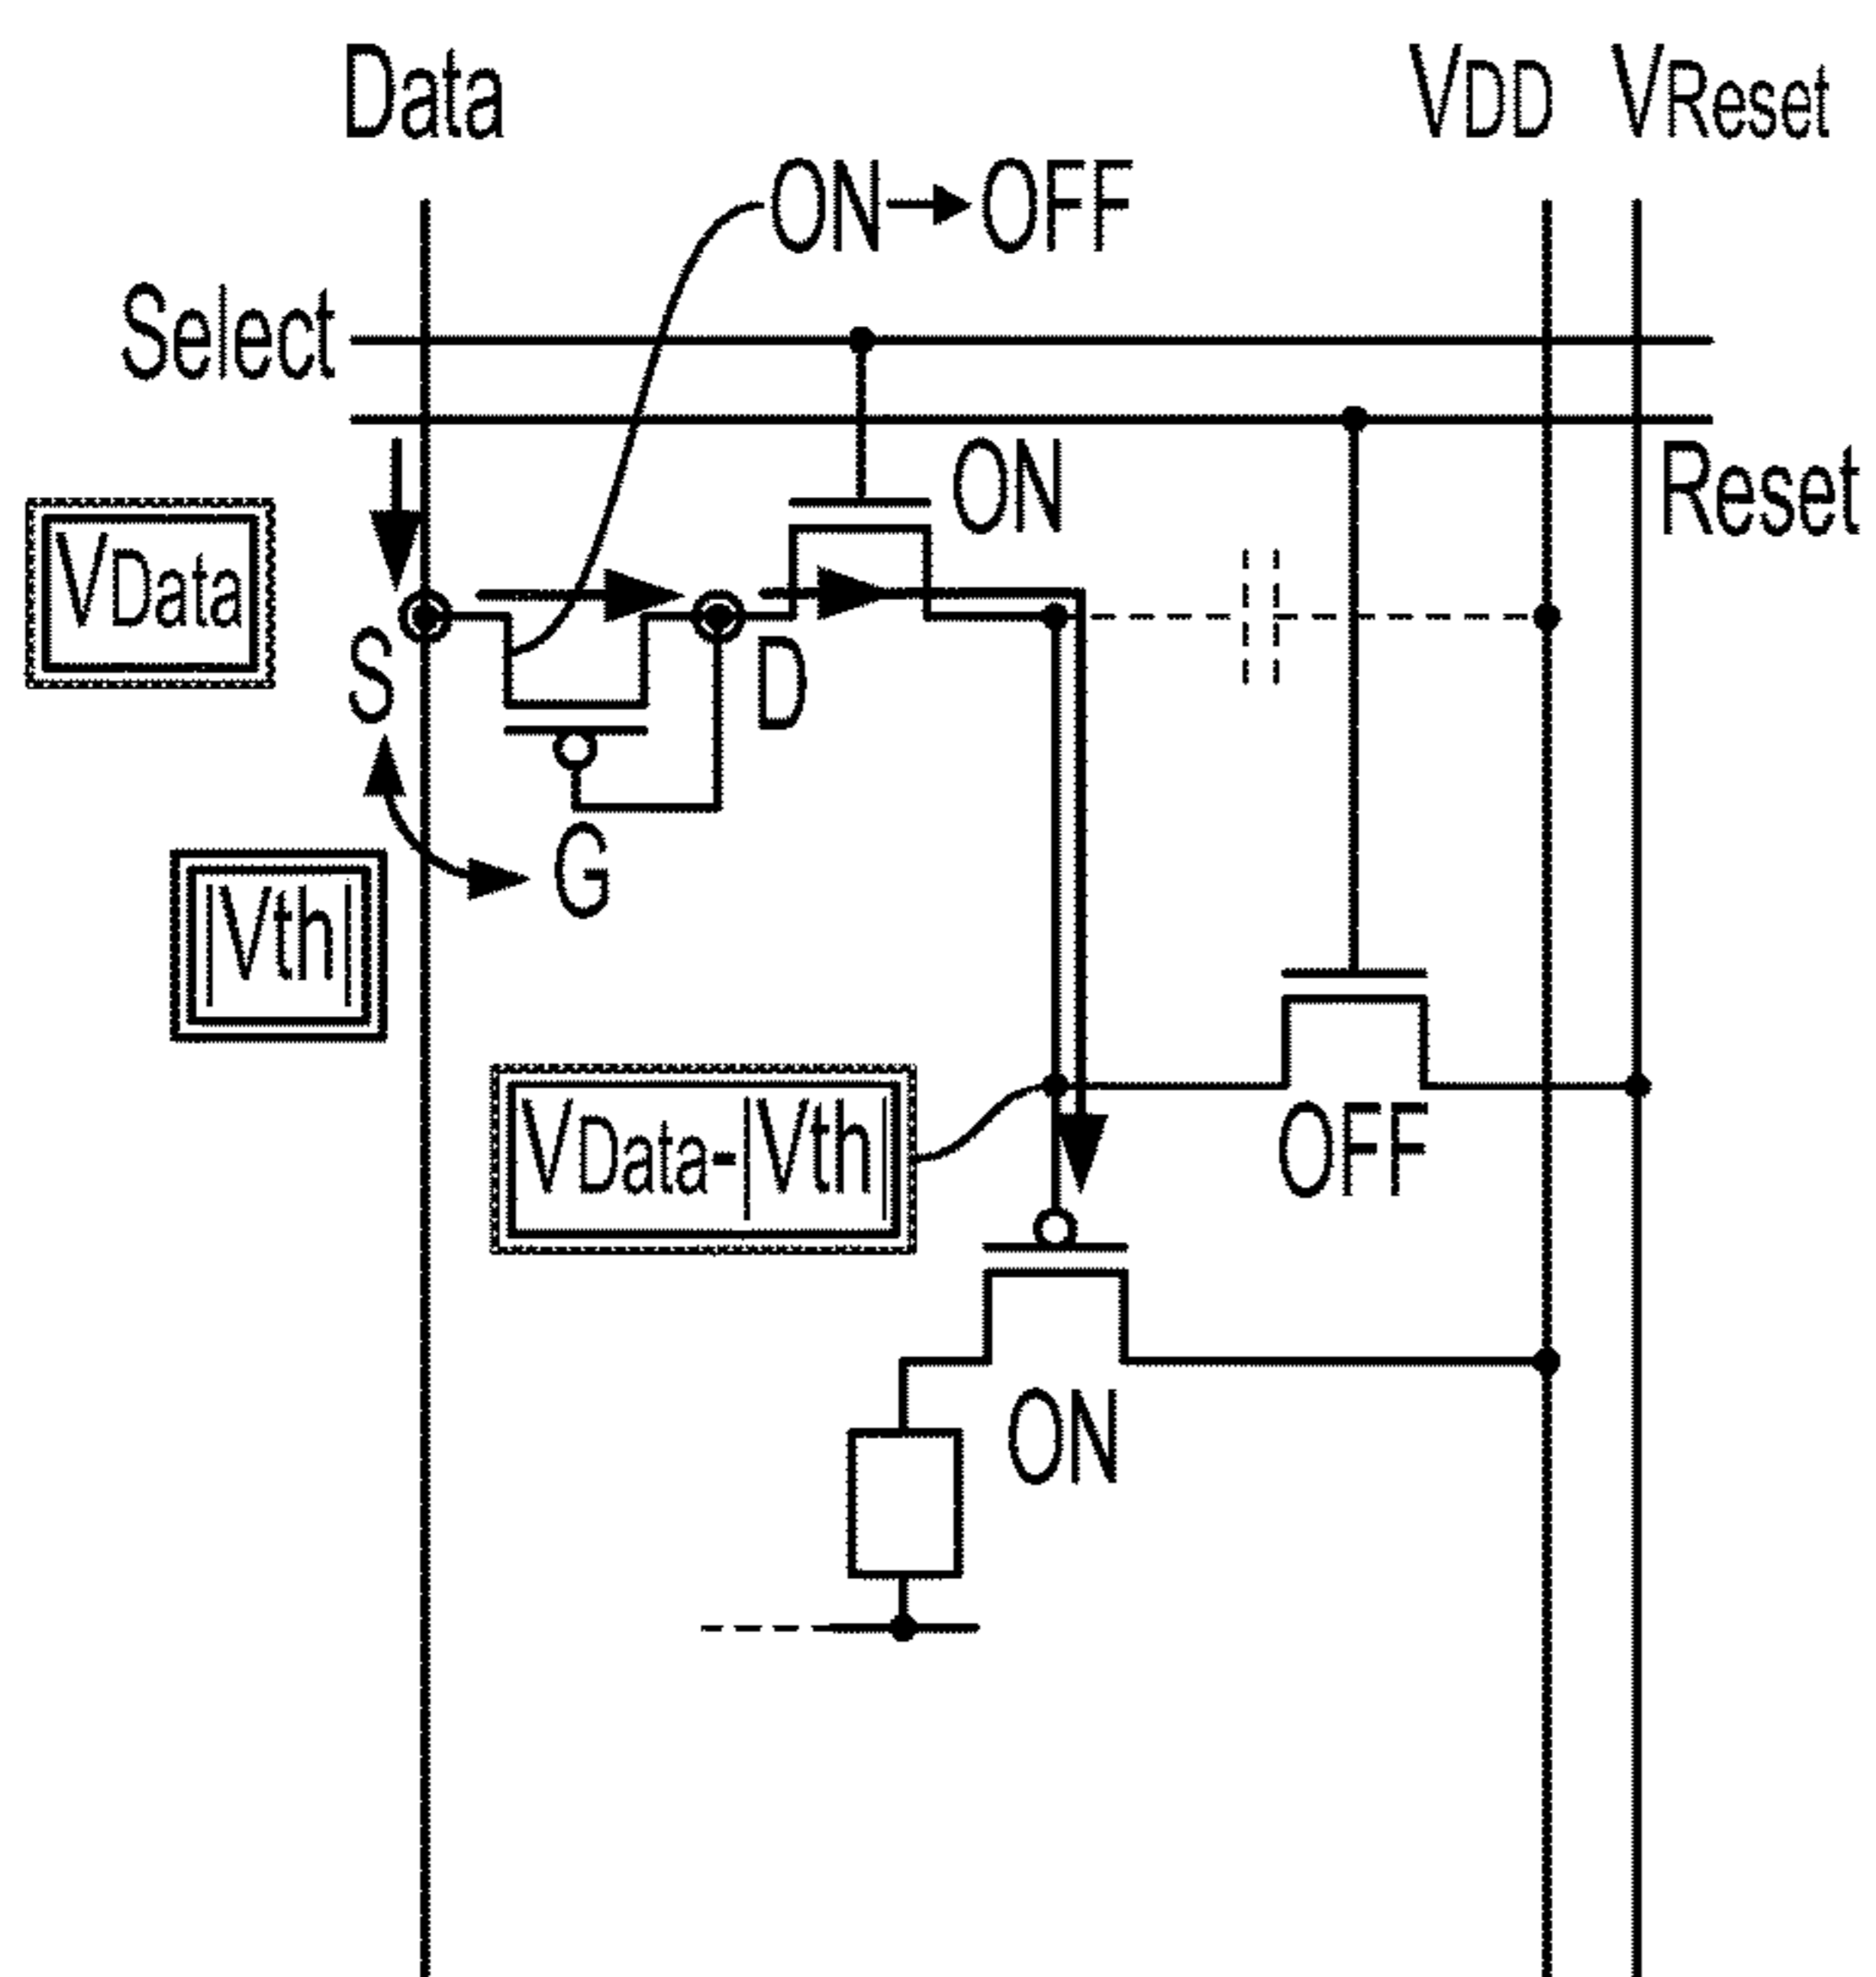 Data
VDD
VReset
ON→OFF
Select
ON
Reset
VData
S
D
G
|Vth|
VData-|Vth|
OFF
ON